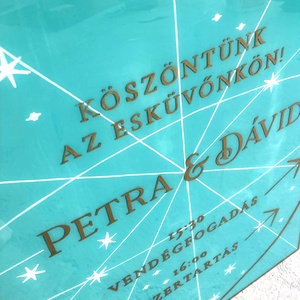 KÖSZÖNTÜNK
AZ ESKÜVŐNKÖN!
PETRA & DÁVID
15:30
VENDÉGFOGADÁS
16:00